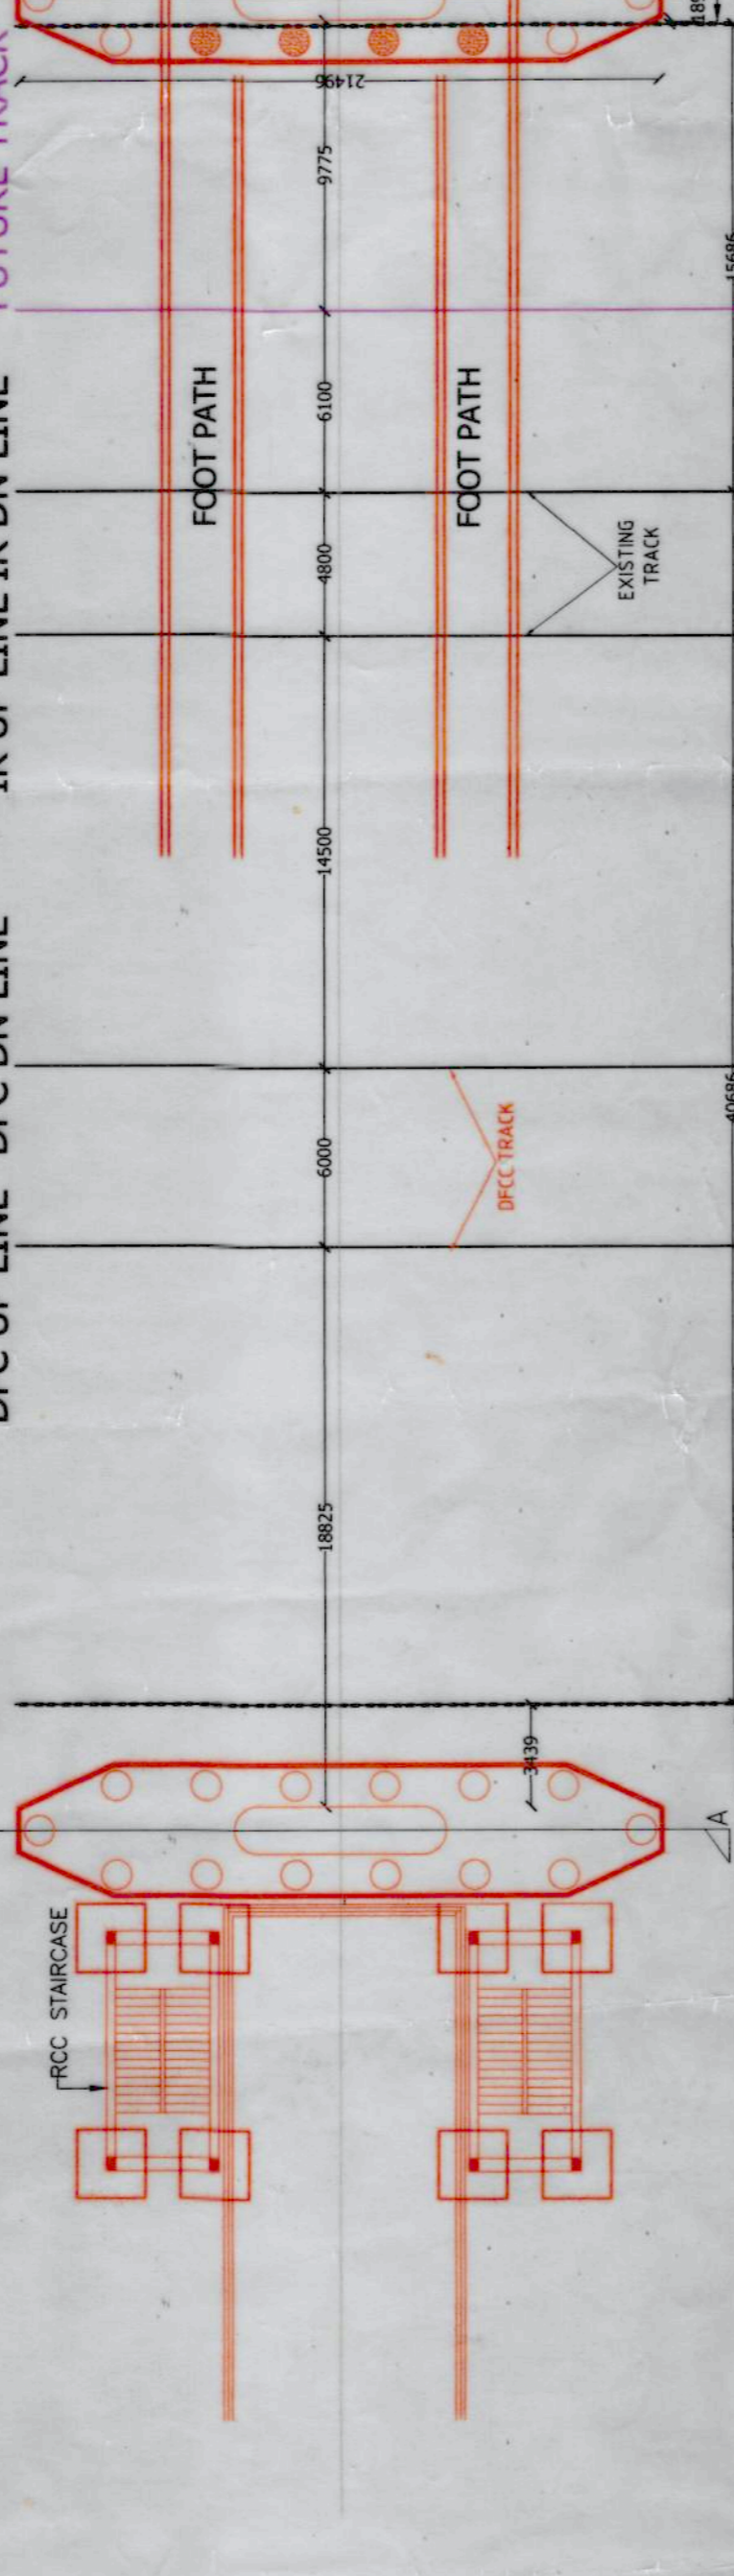 FUTURE TRACK
IR DN LINE
IR UP LINE
DFC DN LINE
DFC UP LINE
21496
9775
6100
4800
14500
6000
18825
3439
15686
40686
FOOT PATH
FOOT PATH
EXISTING
TRACK
DFCC TRACK
RCC STAIRCASE
A